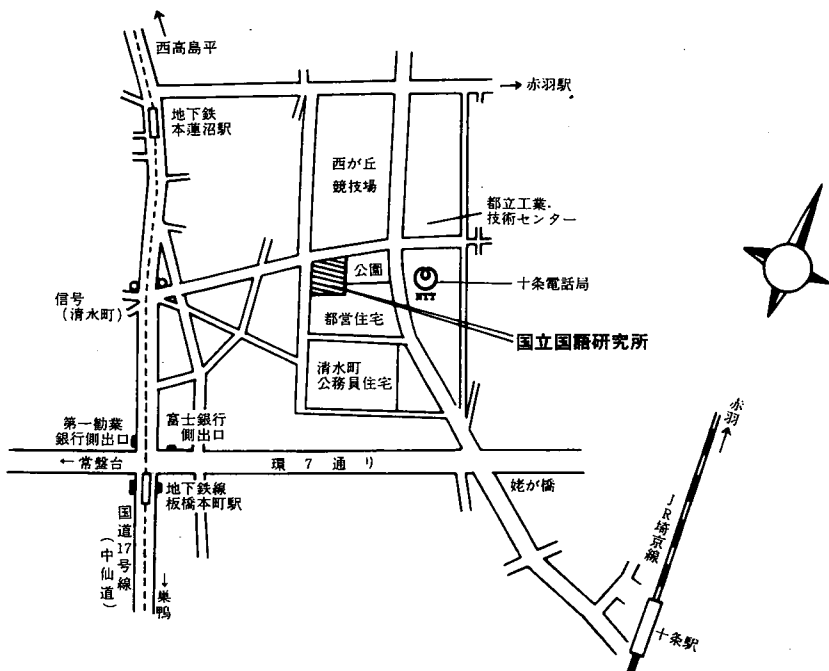 西高島平
→赤羽駅
地下鉄
本蓮沼駅
西が丘
競技場
都立工業
技術センター
公園
十条電話局
NTT
信号
(清水町)
都営住宅
国立国語研究所
清水町
公務員住宅
第一勧業
銀行側出口
富士銀行
側出口
←常盤台
環7通り
地下鉄線
板橋本町駅
姥が橋
国道17号線
(中仙道)
→巣鴨
赤羽
JR埼京線
十条駅